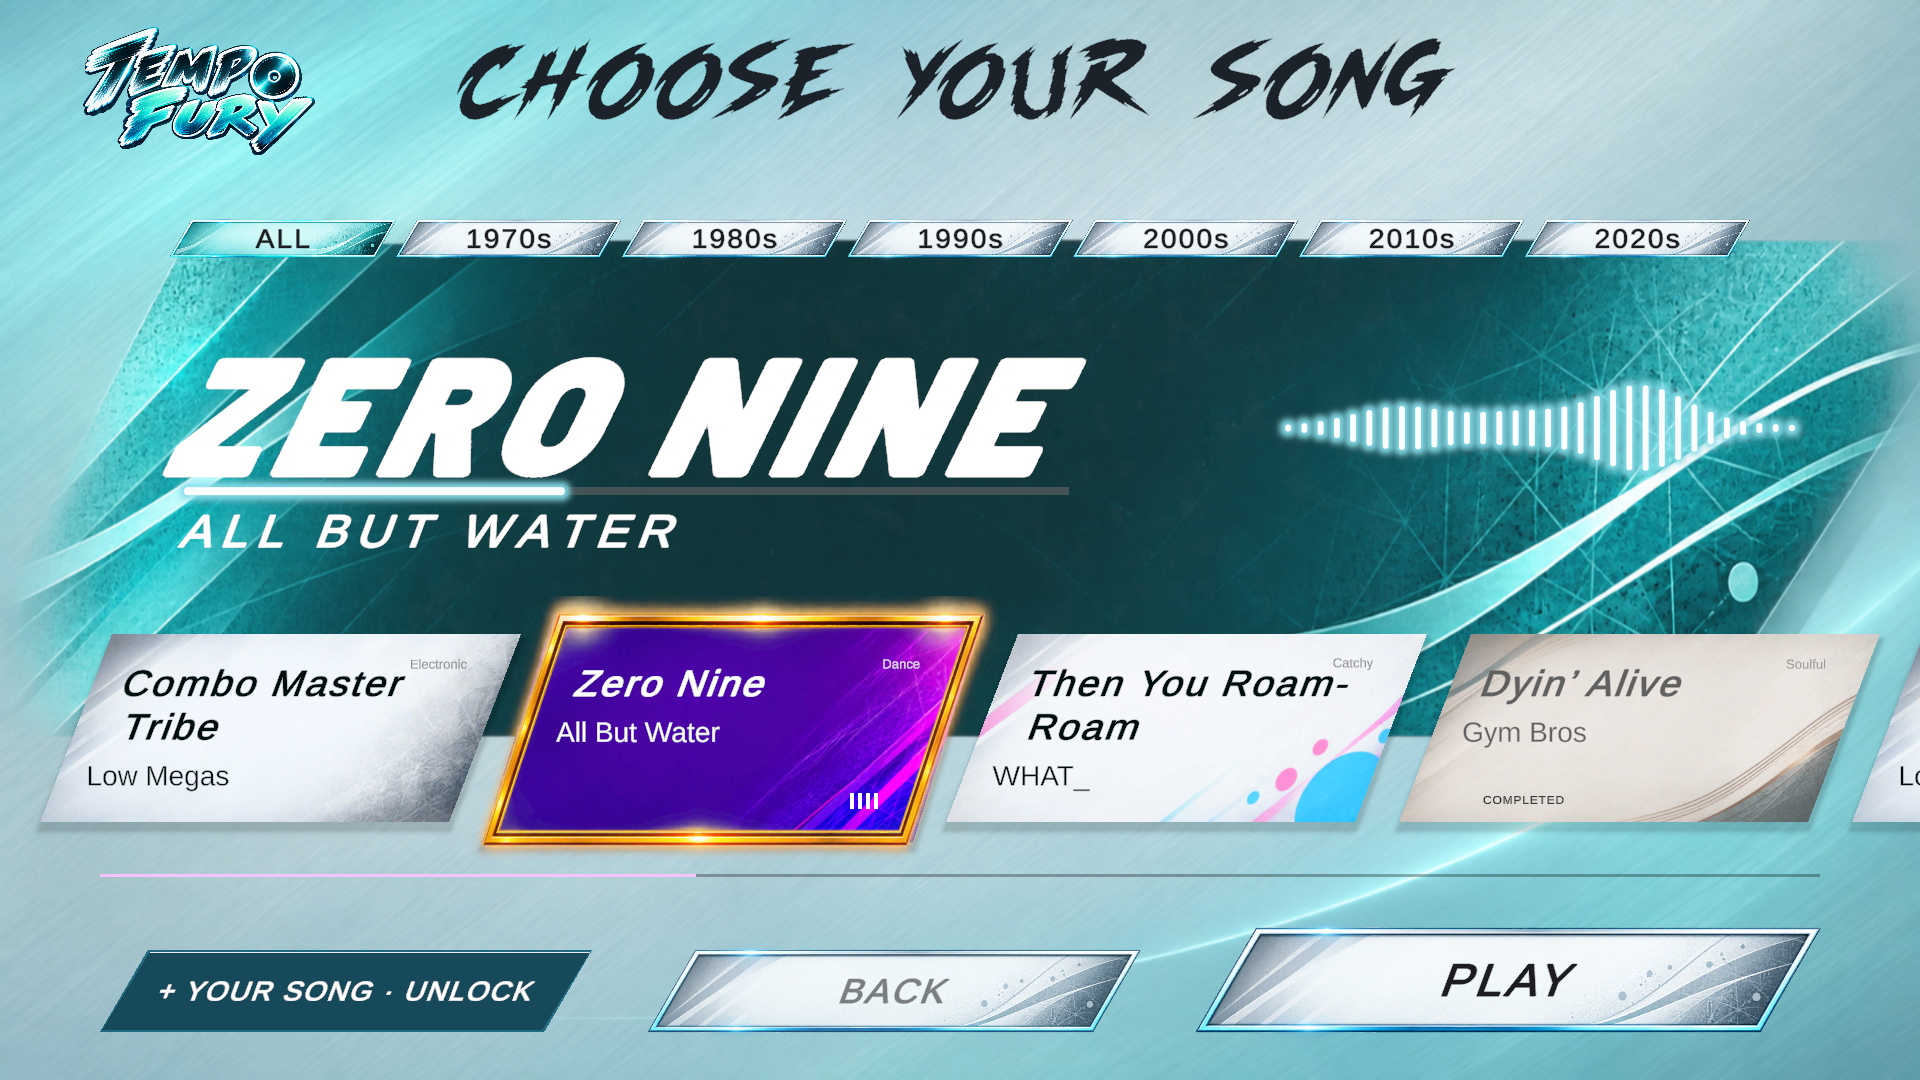 TEMPO
FURY
CHOOSE YOUR SONG
ALL
1970s
1980s
1990s
2000s
2010s
2020s
ZERO NINE
ALL BUT WATER
Combo Master
Tribe
Electronic
Low Megas
Zero Nine
Dance
All But Water
Then You Roam-
Roam
Catchy
WHAT_
Dyin’ Alive
Soulful
Gym Bros
COMPLETED
+ YOUR SONG · UNLOCK
BACK
PLAY